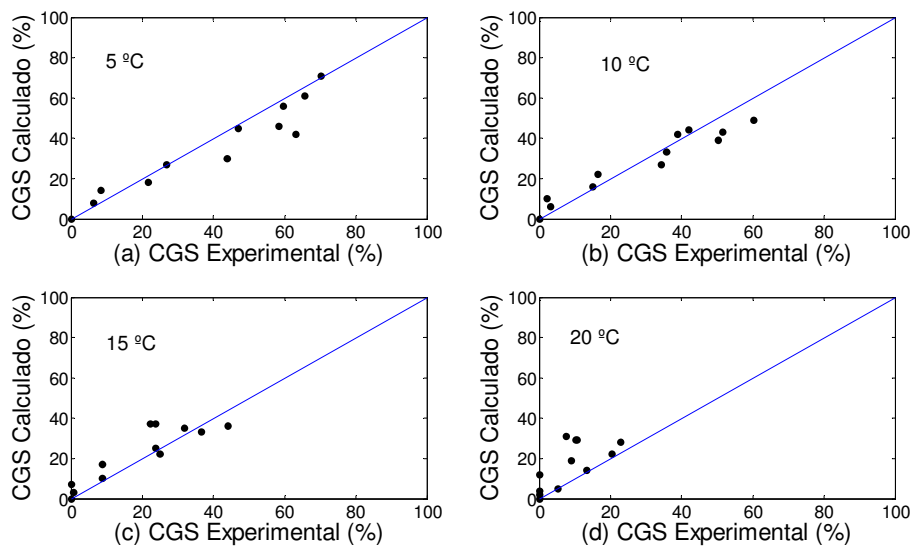 100
80
60
40
20
0
CGS Calculado (%)
5 ºC
0 20 40 60 80 100
(a) CGS Experimental (%)
100
80
60
40
20
0
CGS Calculado (%)
10 ºC
0 20 40 60 80 100
(b) CGS Experimental (%)
100
80
60
40
20
0
CGS Calculado (%)
15 ºC
0 20 40 60 80 100
(c) CGS Experimental (%)
100
80
60
40
20
0
CGS Calculado (%)
20 ºC
0 20 40 60 80 100
(d) CGS Experimental (%)